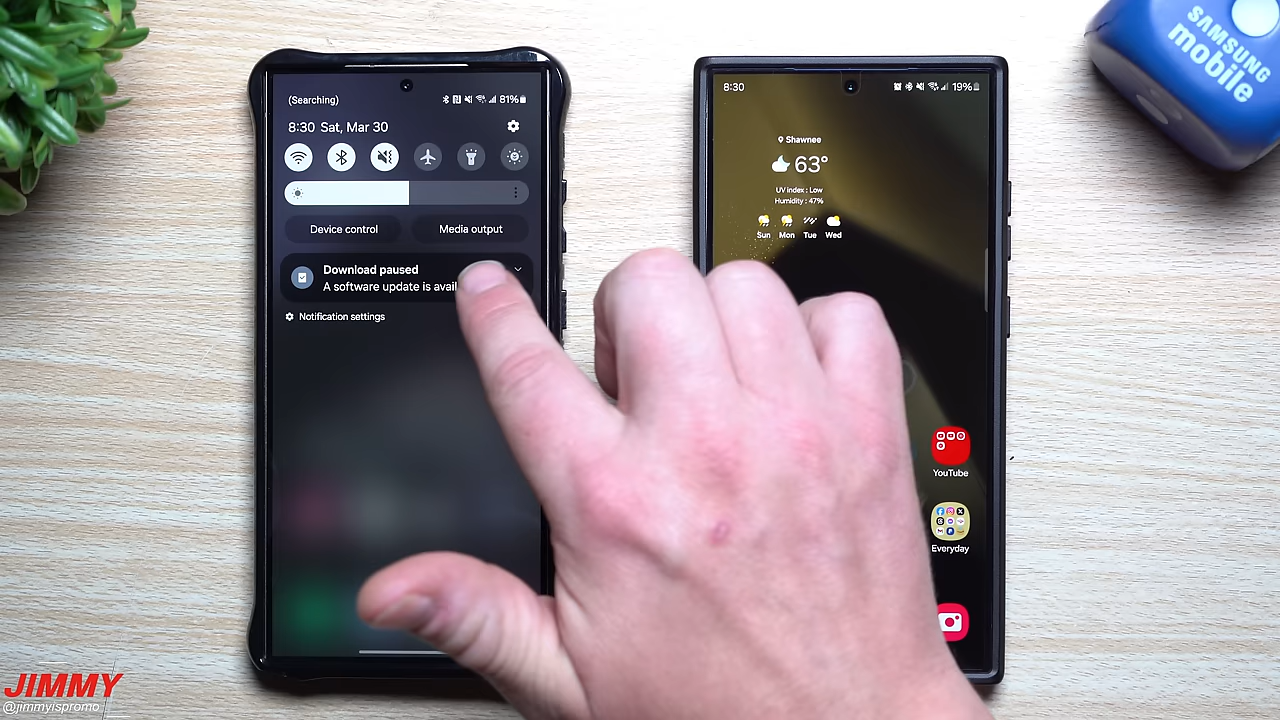 (Searching)
91%
8:30 Sat, Mar 30
Device control
Media output
Download paused
A software update is avail
Notification settings
8:30
19%
Shawnee
63°
UV index : Low
Humidity : 47%
Sun Mon Tue Wed
YouTube
Everyday
SAMSUNG
mobile
JIMMY
@jimmyispromo